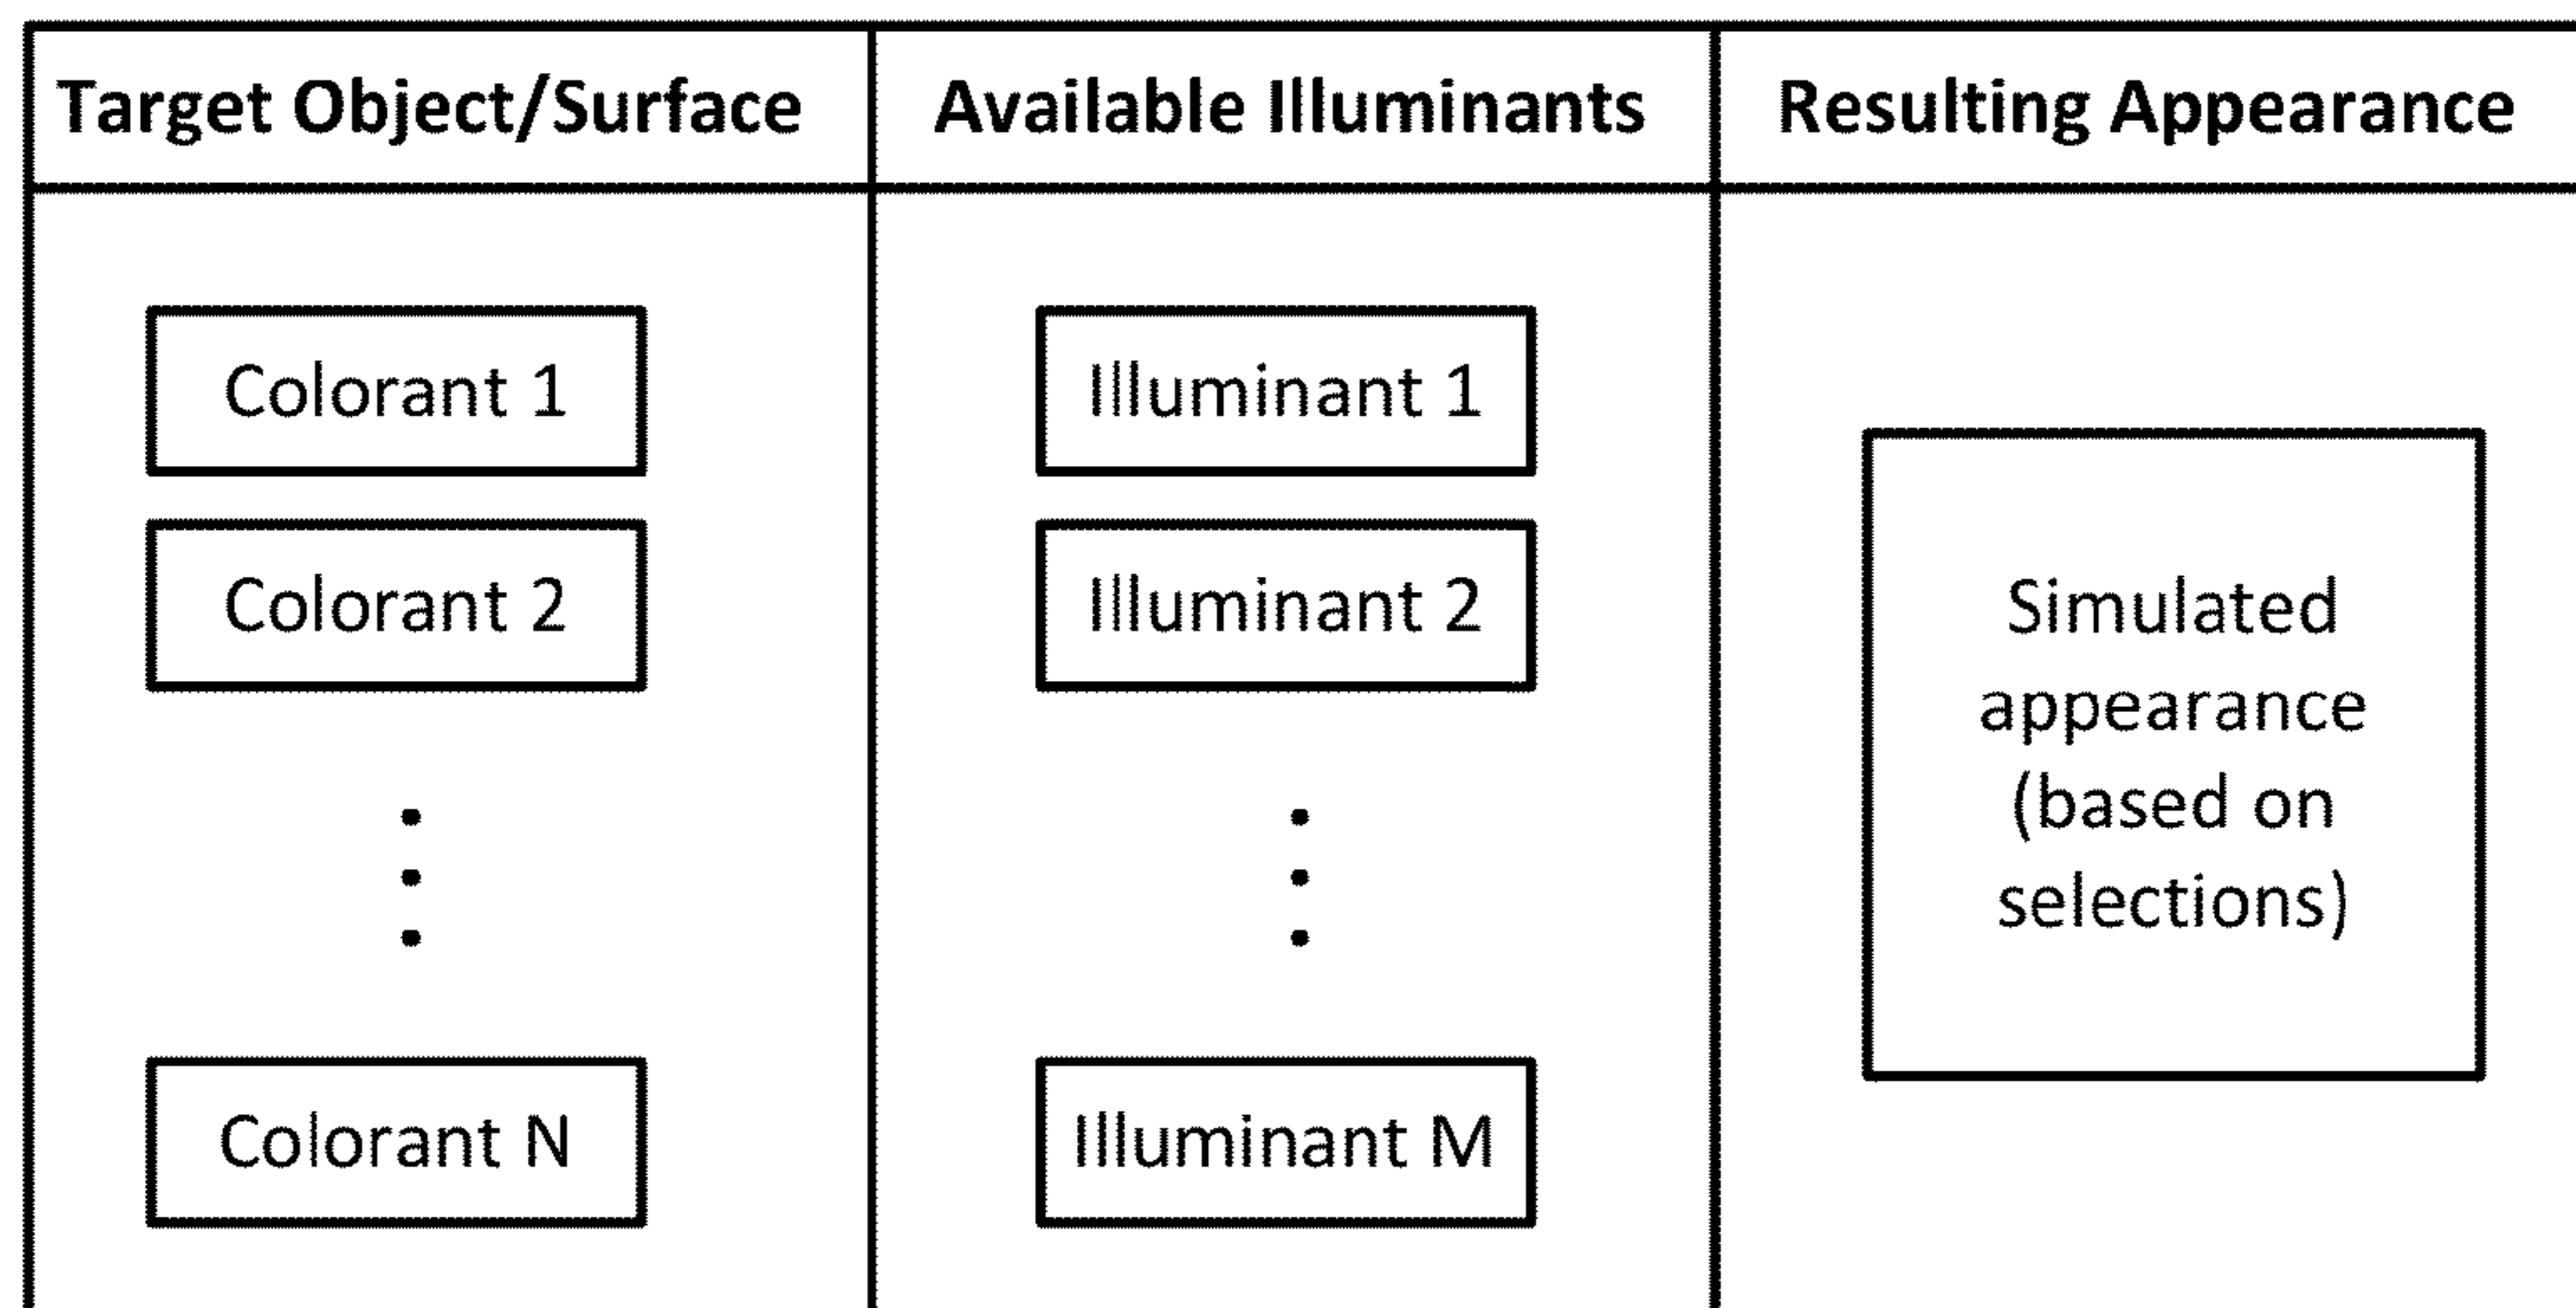 Target Object/Surface
Available Illuminants
Resulting Appearance
Colorant 1
Colorant 2
Colorant N
Illuminant 1
Illuminant 2
Illuminant M
Simulated
appearance
(based on
selections)